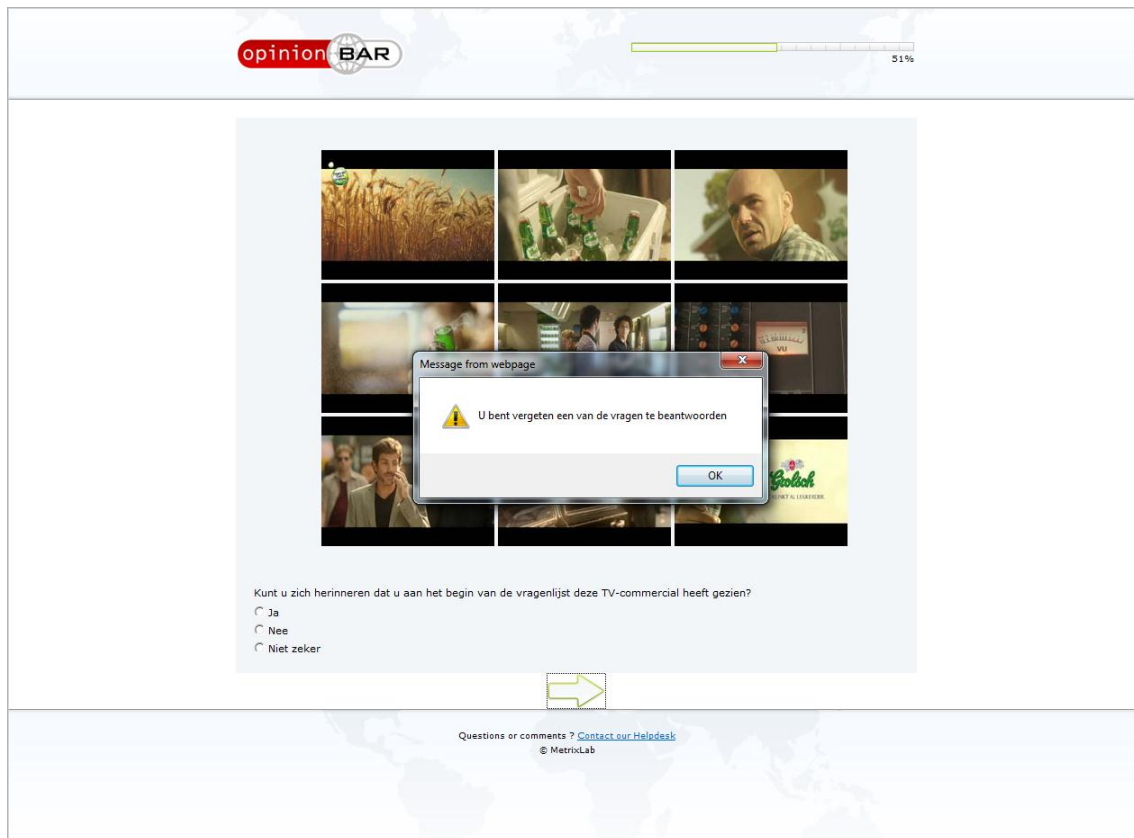 opinion BAR
51%
VU
Message from webpage
U bent vergeten een van de vragen te beantwoorden
OK
Grolsch
Kunt u zich herinneren dat u aan het begin van de vragenlijst deze TV-commercial heeft gezien?
Ja
Nee
Niet zeker
Questions or comments ? Contact our Helpdesk
© MetrixLab